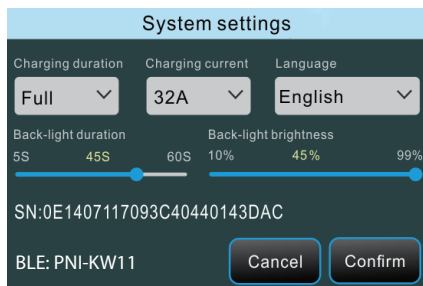 System settings
Charging duration Charging current Language
Full 32A English
Back-light duration Back-light brightness
5S 45S 60S 10% 45% 99%
SN:0E1407117093C40440143DAC
BLE: PNI-KW11 Cancel Confirm